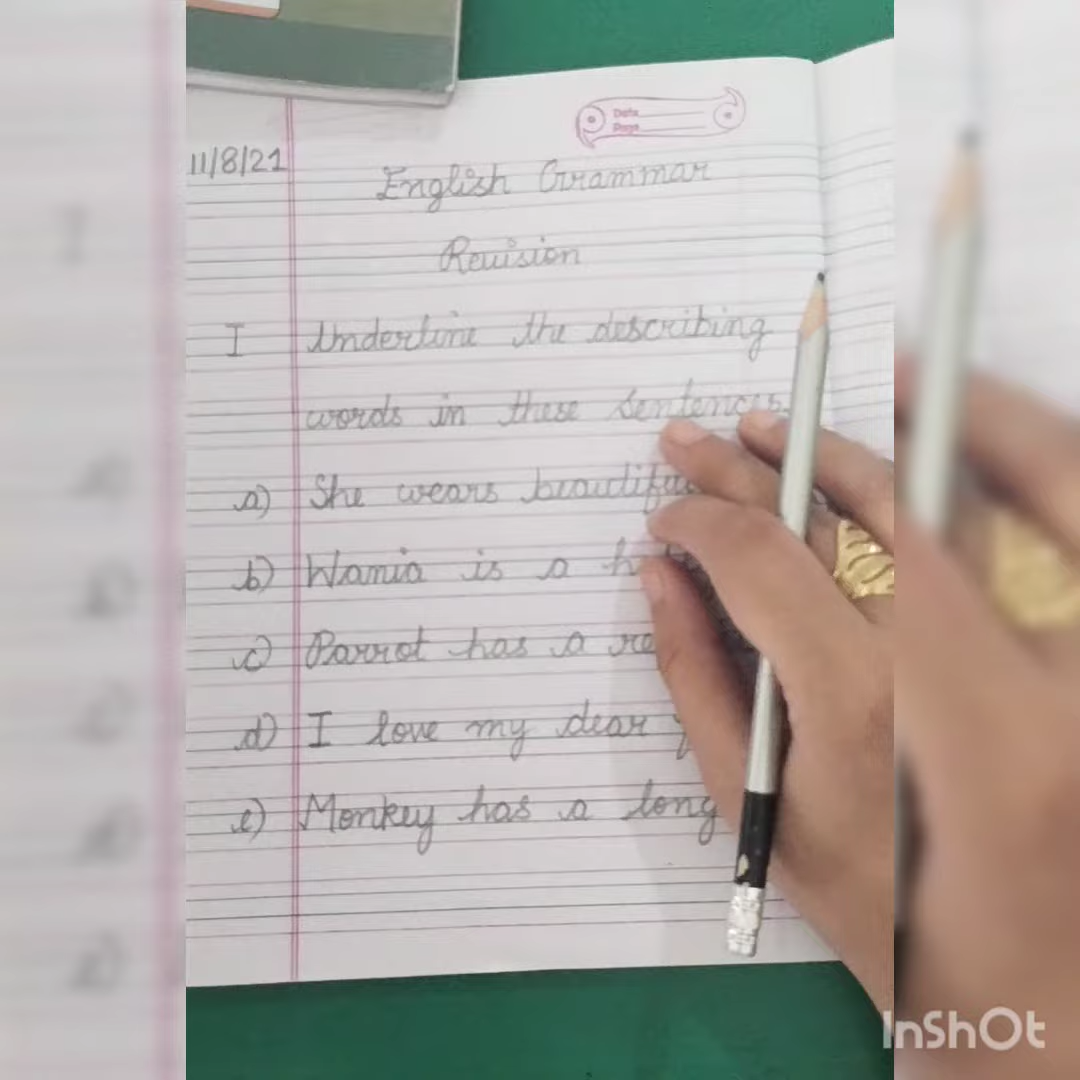 Date
Page
11/8/21
English Grammar
Revision
I Underline the describing
words in these sentences.
a) She wears
b) Wania is a
c) Parrot has a
d) I love my dear
e) Monkey has a long
InShOt